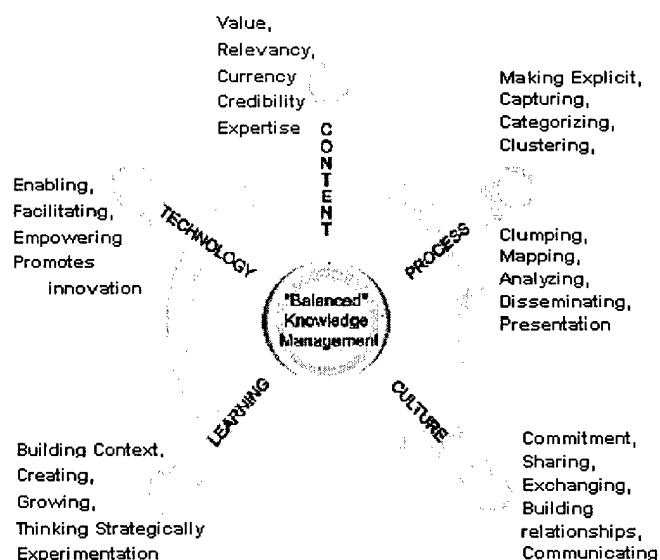 Value,
Relevancy,
Currency
Credibility
Expertise
CONTENT
Making Explicit,
Capturing,
Categorizing,
Clustering,
PROCESS
Clumping,
Mapping,
Analyzing,
Disseminating,
Presentation
Enabling,
Facilitating,
Empowering
Promotes
innovation
TECHNOLOGY
"Balanced"
Knowledge
Management
LEARNING
Building Context,
Creating,
Growing,
Thinking Strategically
Experimentation
CULTURE
Commitment,
Sharing,
Exchanging,
Building
relationships,
Communicating